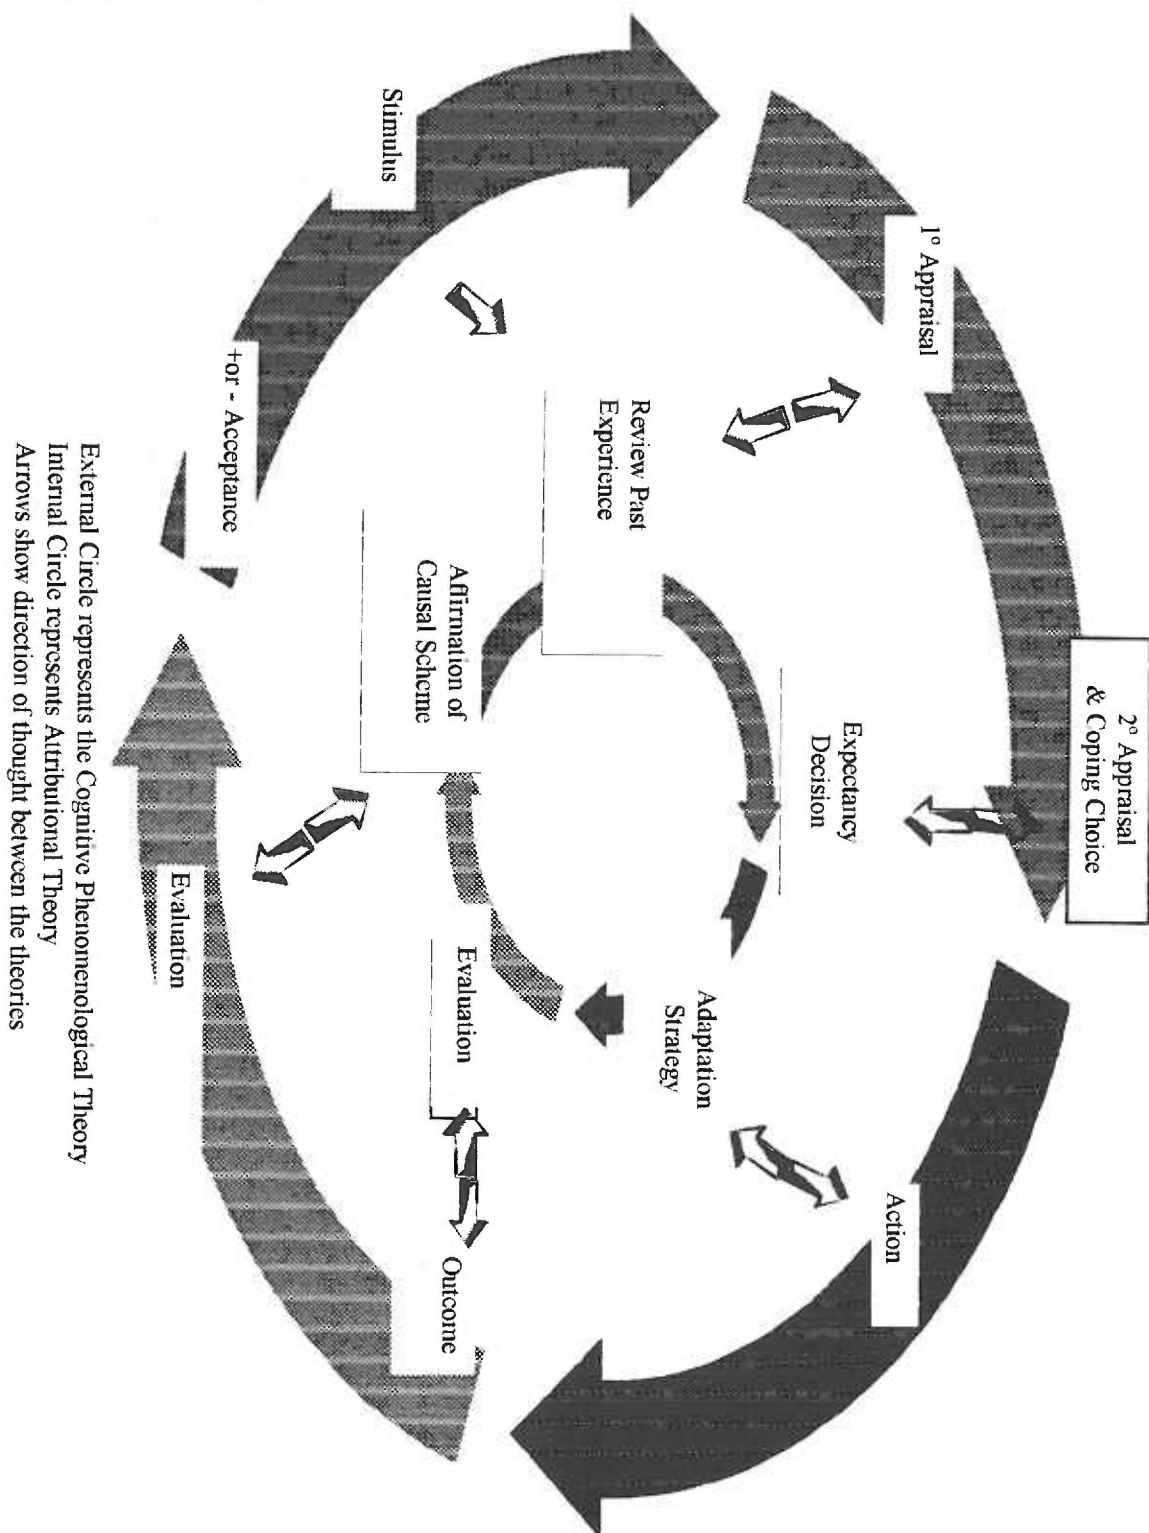 Stimulus
1° Appraisal
2° Appraisal
& Coping Choice
Action
Outcome
Evaluation
+or - Acceptance
Review Past
Experience
Expectancy
Decision
Adaptation
Strategy
Evaluation
Affirmation of
Causal Scheme
External Circle represents the Cognitive Phenomenological Theory
Internal Circle represents Attributional Theory
Arrows show direction of thought between the theories